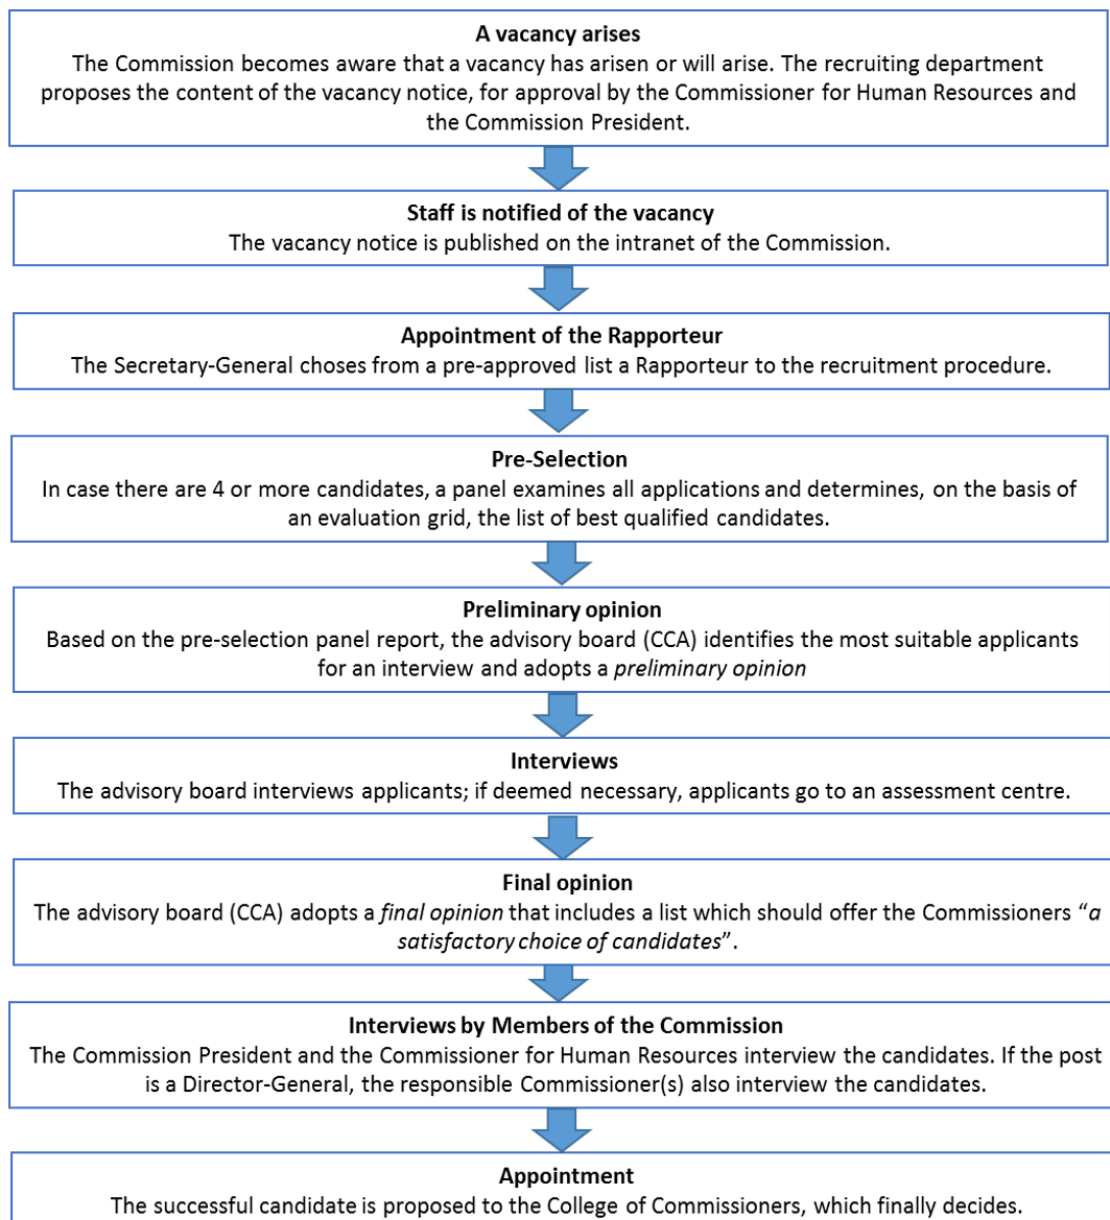 A vacancy arises
The Commission becomes aware that a vacancy has arisen or will arise. The recruiting department
proposes the content of the vacancy notice, for approval by the Commissioner for Human Resources and
the Commission President.
Staff is notified of the vacancy
The vacancy notice is published on the intranet of the Commission.
Appointment of the Rapporteur
The Secretary-General choses from a pre-approved list a Rapporteur to the recruitment procedure.
Pre-Selection
In case there are 4 or more candidates, a panel examines all applications and determines, on the basis of
an evaluation grid, the list of best qualified candidates.
Preliminary opinion
Based on the pre-selection panel report, the advisory board (CCA) identifies the most suitable applicants
for an interview and adopts a preliminary opinion
Interviews
The advisory board interviews applicants; if deemed necessary, applicants go to an assessment centre.
Final opinion
The advisory board (CCA) adopts a final opinion that includes a list which should offer the Commissioners “a
satisfactory choice of candidates”.
Interviews by Members of the Commission
The Commission President and the Commissioner for Human Resources interview the candidates. If the post
is a Director-General, the responsible Commissioner(s) also interview the candidates.
Appointment
The successful candidate is proposed to the College of Commissioners, which finally decides.